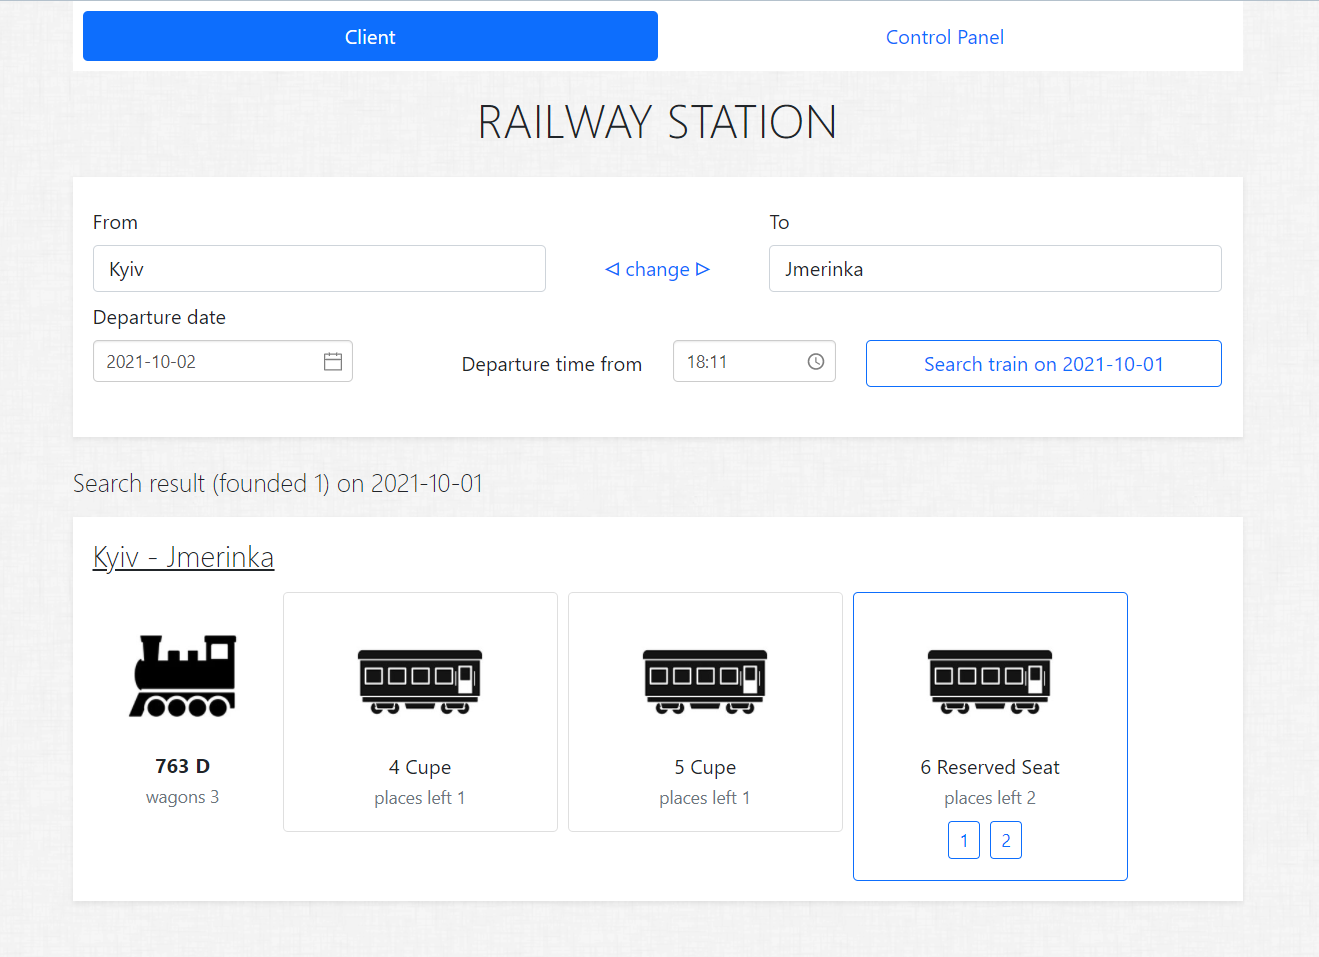 Client
Control Panel
RAILWAY STATION
From
To
Kyiv
◁ change ▷
Jmerinka
Departure date
2021-10-02
Departure time from
18:11
Search train on 2021-10-01
Search result (founded 1) on 2021-10-01
Kyiv - Jmerinka
763 D
wagons 3
4 Cupe
places left 1
5 Cupe
places left 1
6 Reserved Seat
places left 2
1 2